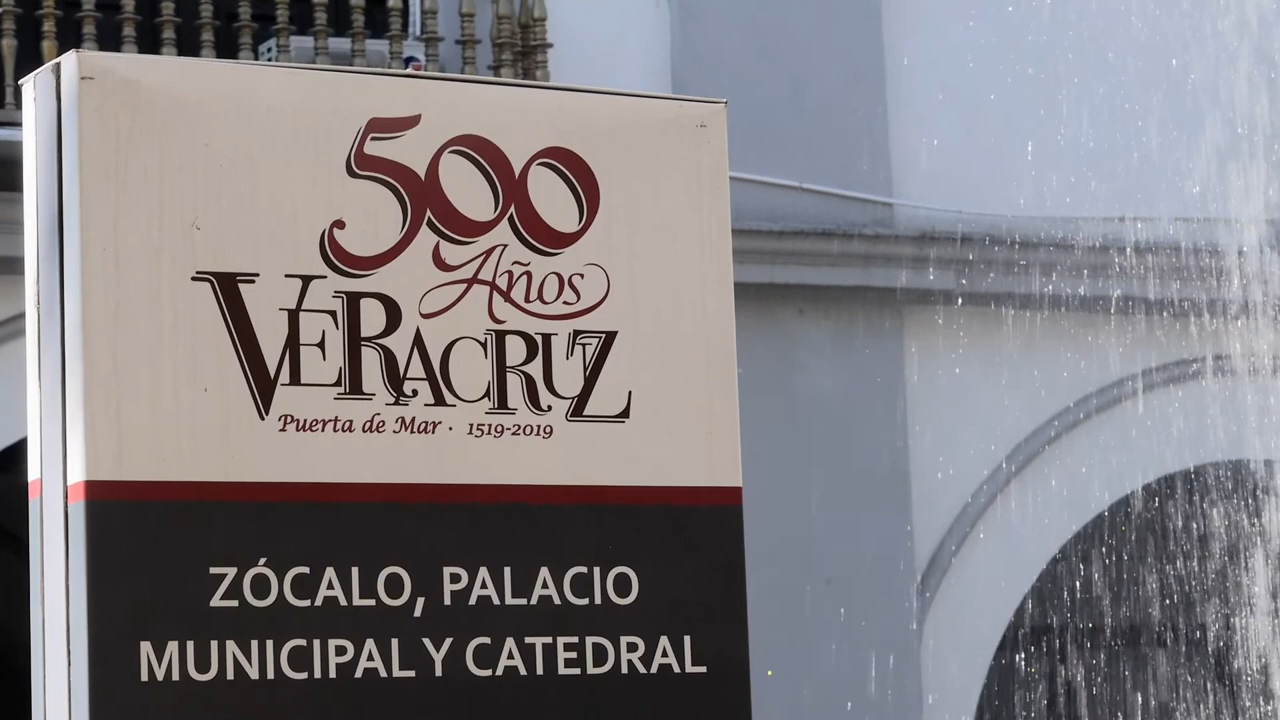 500
Años
VERACRUZ
Puerta de Mar · 1519-2019
ZÓCALO, PALACIO
MUNICIPAL Y CATEDRAL